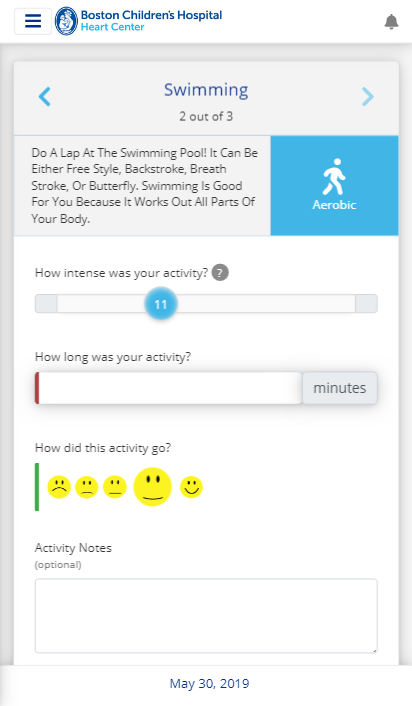 Boston Children's Hospital
Heart Center
Swimming
2 out of 3
Do A Lap At The Swimming Pool! It Can Be
Either Free Style, Backstroke, Breath
Stroke, Or Butterfly. Swimming Is Good
For You Because It Works Out All Parts Of
Your Body.
Aerobic
How intense was your activity? ?
11
How long was your activity?
minutes
How did this activity go?
Activity Notes
(optional)
May 30, 2019